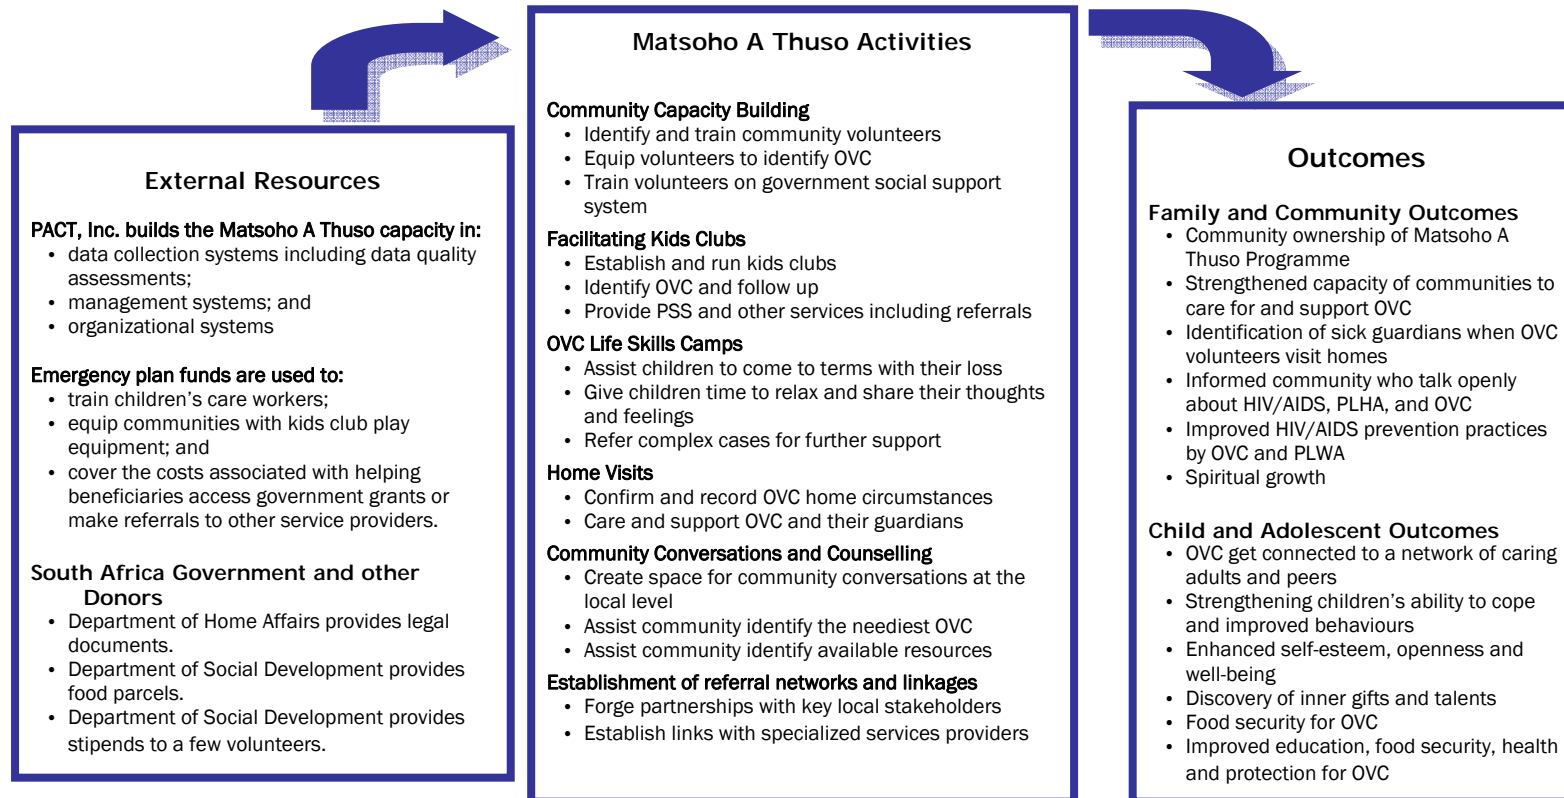 External Resources
PACT, Inc. builds the Matsoho A Thuso capacity in:
• data collection systems including data quality
assessments;
• management systems; and
• organizational systems
Emergency plan funds are used to:
• train children’s care workers;
• equip communities with kids club play
equipment; and
• cover the costs associated with helping
beneficiaries access government grants or
make referrals to other service providers.
South Africa Government and other
Donors
• Department of Home Affairs provides legal
documents.
• Department of Social Development provides
food parcels.
• Department of Social Development provides
stipends to a few volunteers.
Matsoho A Thuso Activities
Community Capacity Building
• Identify and train community volunteers
• Equip volunteers to identify OVC
• Train volunteers on government social support
system
Facilitating Kids Clubs
• Establish and run kids clubs
• Identify OVC and follow up
• Provide PSS and other services including referrals
OVC Life Skills Camps
• Assist children to come to terms with their loss
• Give children time to relax and share their thoughts
and feelings
• Refer complex cases for further support
Home Visits
• Confirm and record OVC home circumstances
• Care and support OVC and their guardians
Community Conversations and Counselling
• Create space for community conversations at the
local level
• Assist community identify the neediest OVC
• Assist community identify available resources
Establishment of referral networks and linkages
• Forge partnerships with key local stakeholders
• Establish links with specialized services providers
Outcomes
Family and Community Outcomes
• Community ownership of Matsoho A
Thuso Programme
• Strengthened capacity of communities to
care for and support OVC
• Identification of sick guardians when OVC
volunteers visit homes
• Informed community who talk openly
about HIV/AIDS, PLHA, and OVC
• Improved HIV/AIDS prevention practices
by OVC and PLWA
• Spiritual growth
Child and Adolescent Outcomes
• OVC get connected to a network of caring
adults and peers
• Strengthening children’s ability to cope
and improved behaviours
• Enhanced self-esteem, openness and
well-being
• Discovery of inner gifts and talents
• Food security for OVC
• Improved education, food security, health
and protection for OVC